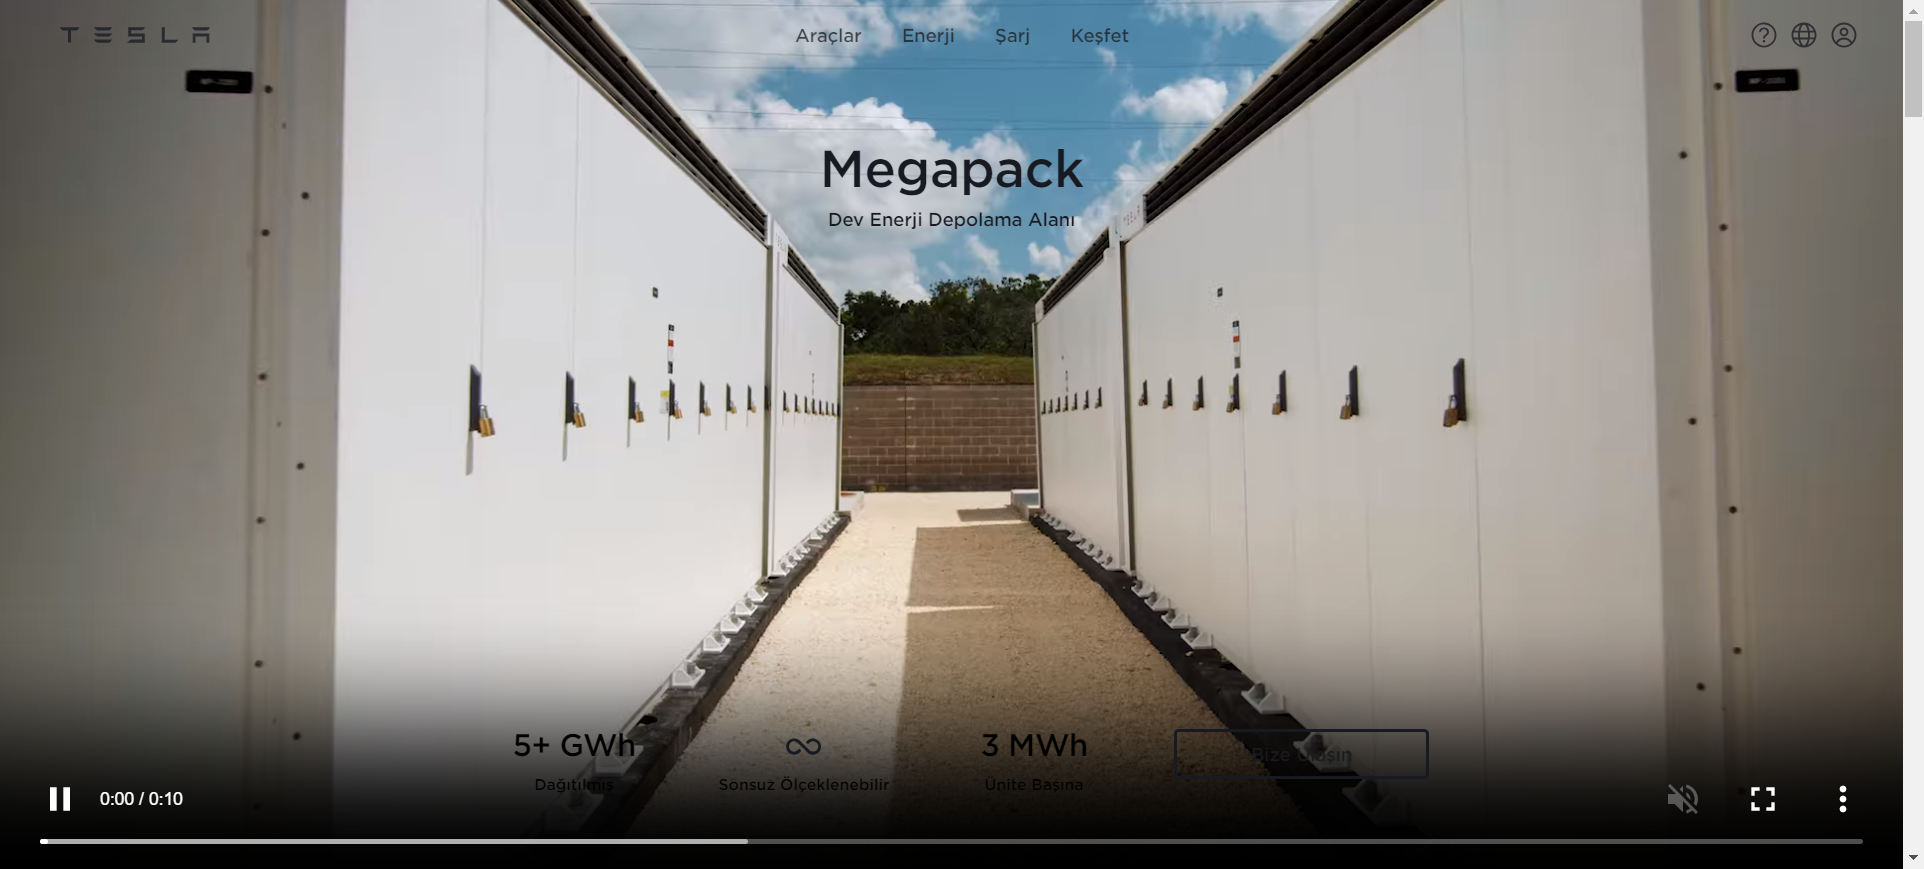 TESLA
Araçlar Enerji Şarj Keşfet
Megapack
Dev Enerji Depolama Alanı
5+ GWh
Dağıtılmış
Sonsuz Ölçeklenebilir
3 MWh
Ünite Başına
Bize Ulaşın
0:00 / 0:10